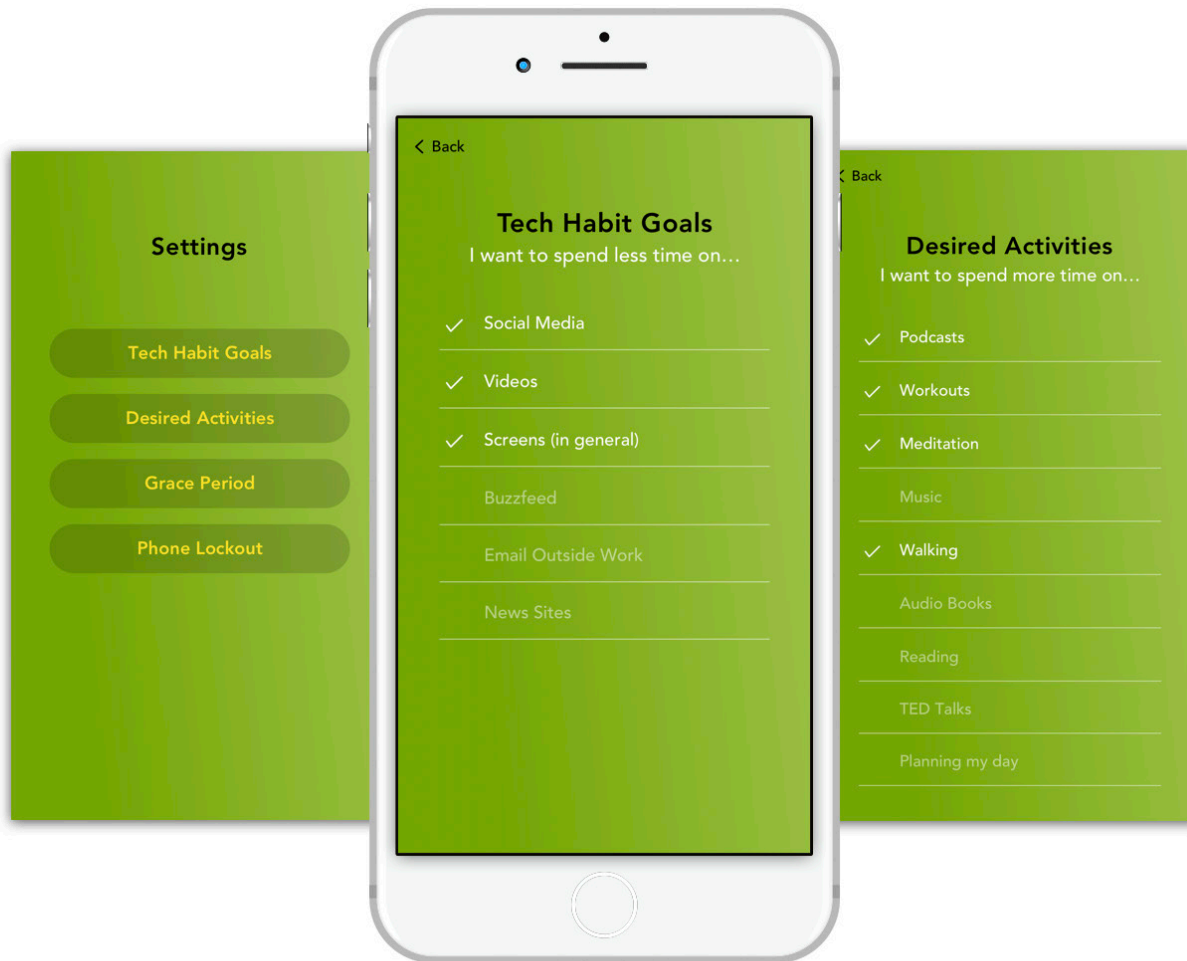 Settings
Tech Habit Goals
Desired Activities
Grace Period
Phone Lockout
Back
Tech Habit Goals
I want to spend less time on...
Social Media
Videos
Screens (in general)
Buzzfeed
Email Outside Work
News Sites
Back
Desired Activities
I want to spend more time on...
Podcasts
Workouts
Meditation
Music
Walking
Audio Books
Reading
TED Talks
Planning my day